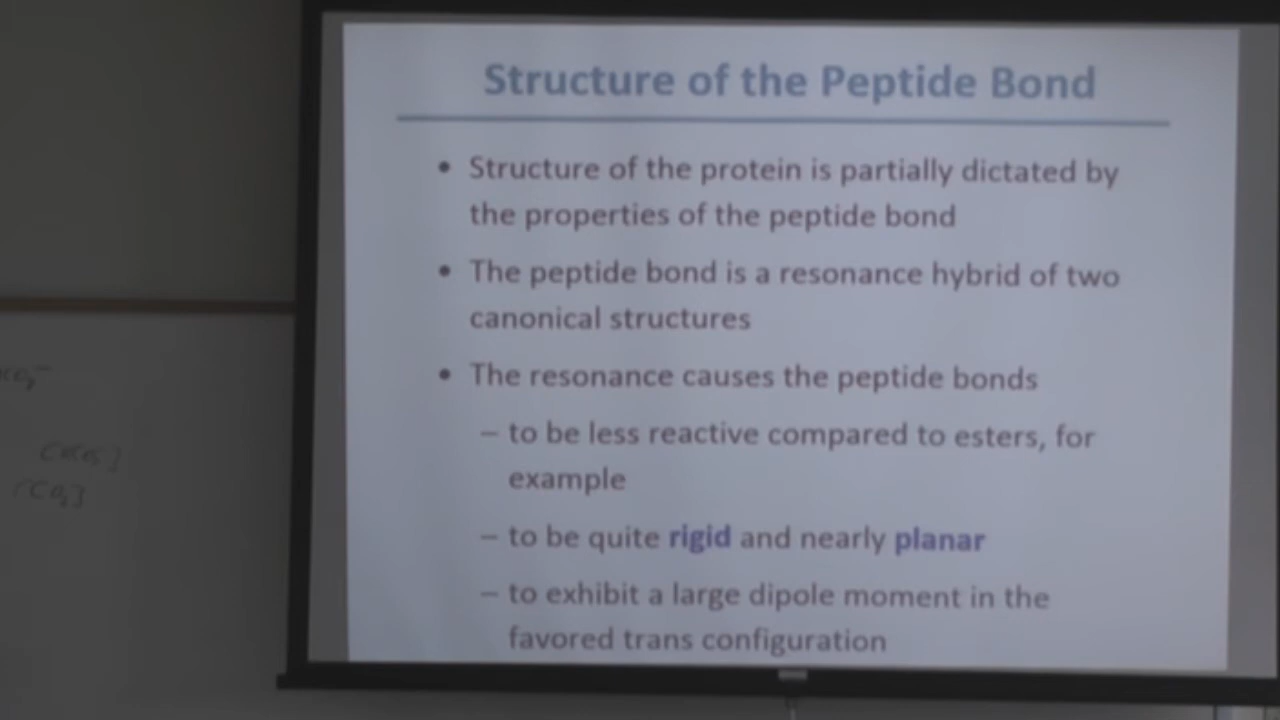 Structure of the Peptide Bond
• Structure of the protein is partially dictated by
the properties of the peptide bond
• The peptide bond is a resonance hybrid of two
canonical structures
• The resonance causes the peptide bonds
– to be less reactive compared to esters, for
example
– to be quite rigid and nearly planar
– to exhibit a large dipole moment in the
favored trans configuration